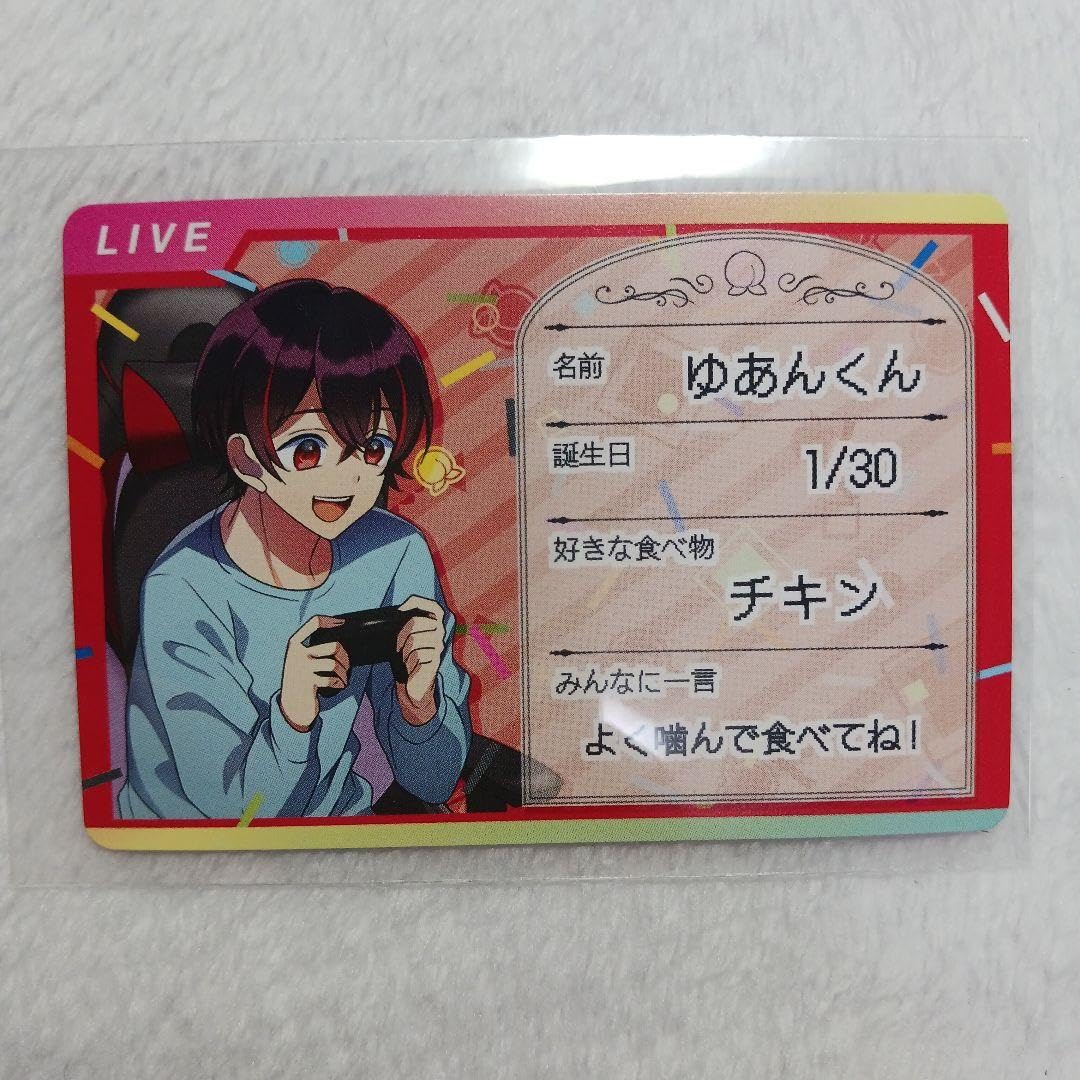 LIVE
名前
ゆあんくん
誕生日
1/30
好きな食べ物
チキン
みんなに一言
よく噛んで食べてね!